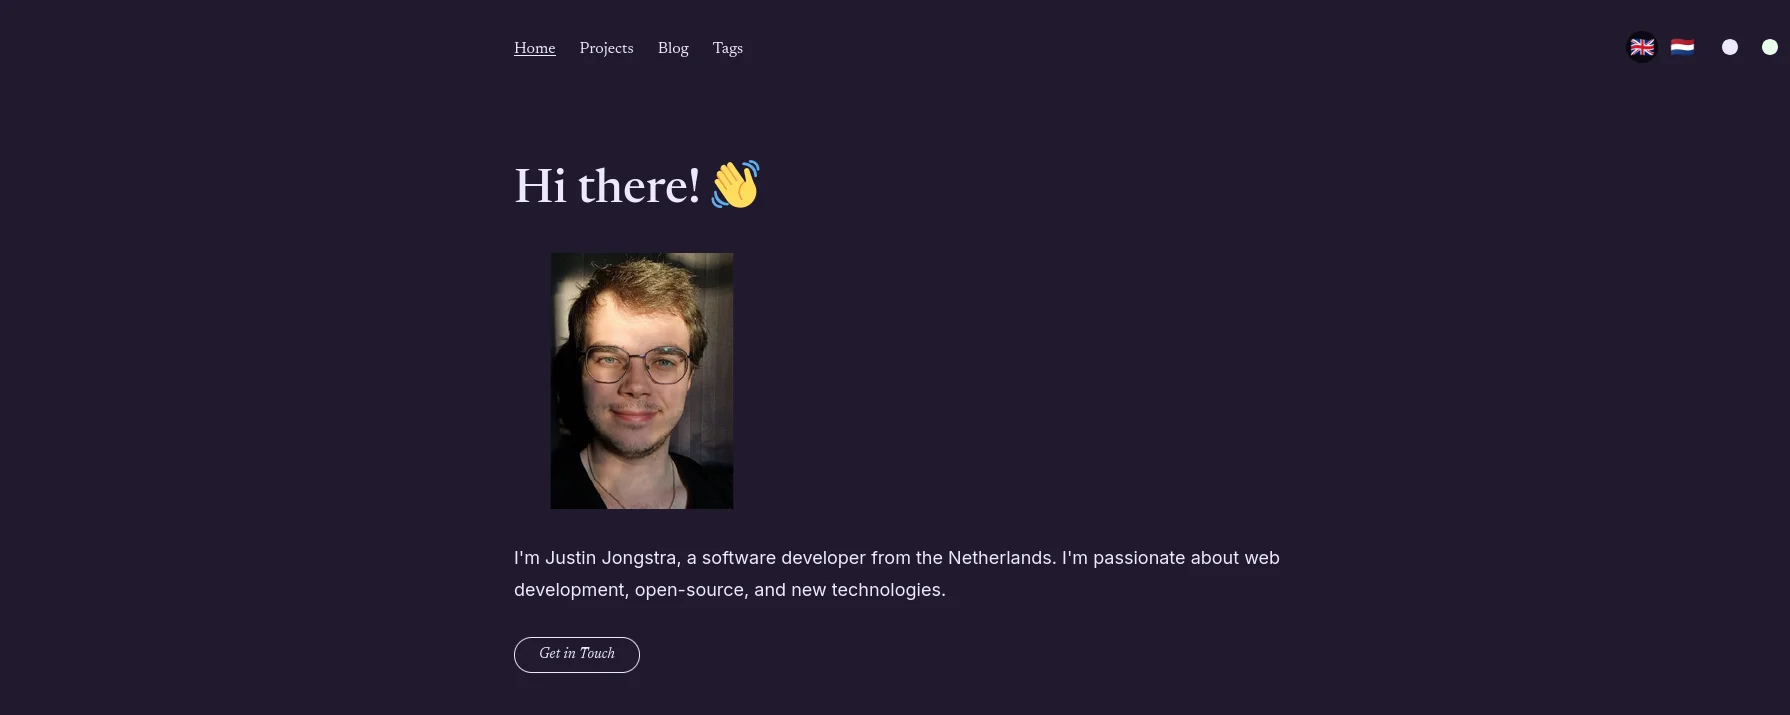 Home Projects Blog Tags
Hi there! 👋
I'm Justin Jongstra, a software developer from the Netherlands. I'm passionate about web
development, open-source, and new technologies.
Get in Touch